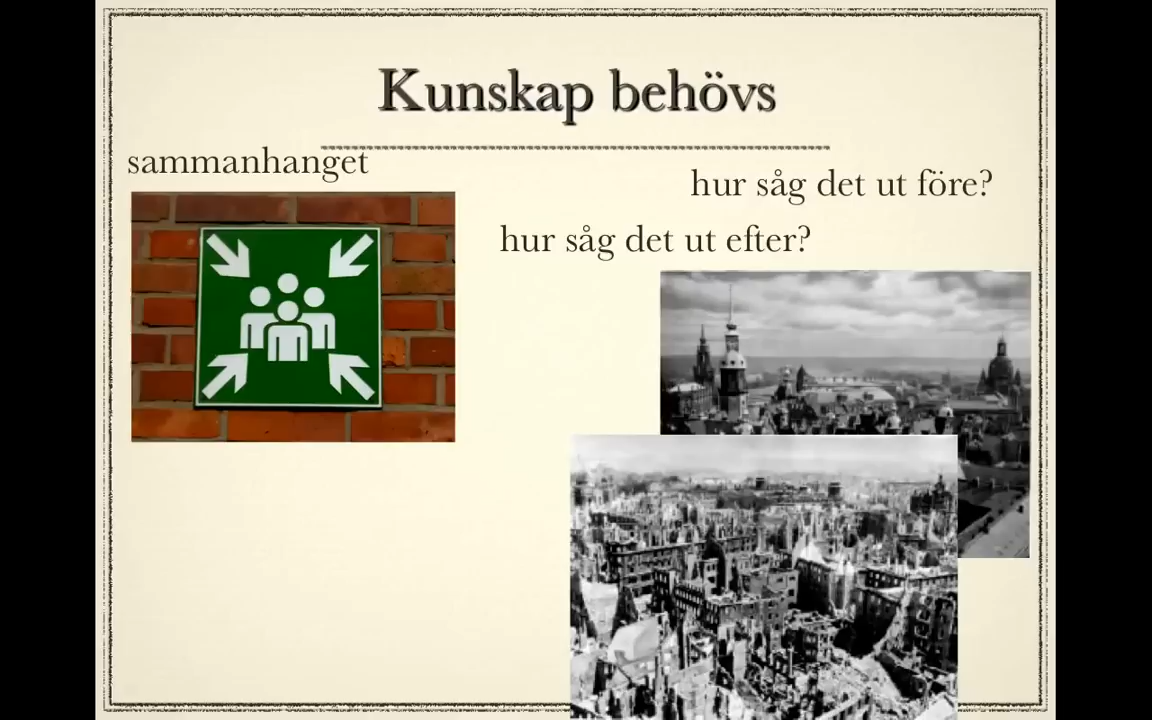 Kunskap behövs
sammanhanget
hur såg det ut före?
hur såg det ut efter?